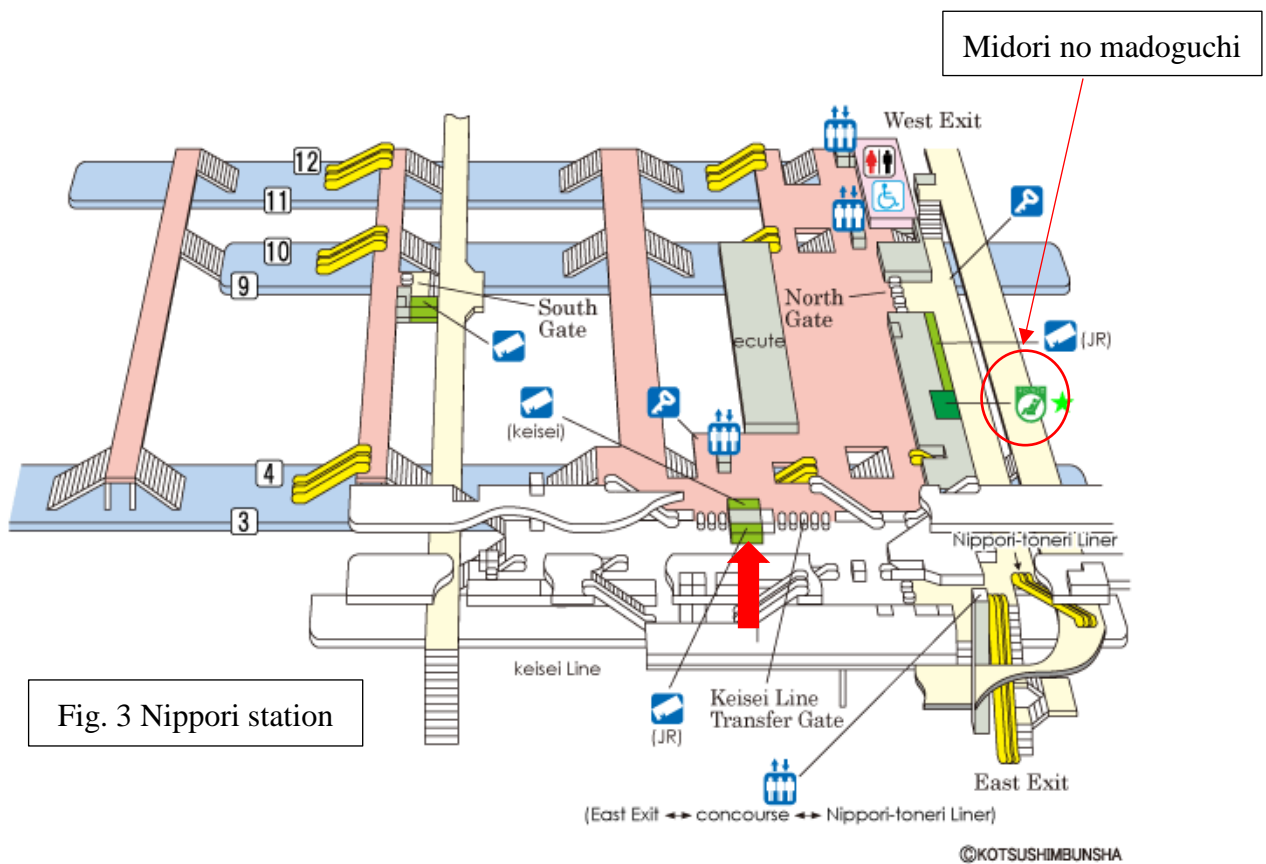 Midori no madoguchi
West Exit
12
11
10
9
South
Gate
North
Gate
ecute
(JR)
(keisei)
4
3
Nippori-toneri Liner
keisei Line
Keisei Line
Transfer Gate
(JR)
Fig. 3 Nippori station
East Exit
(East Exit ↔ concourse ↔ Nippori-toneri Liner)
©KOTSUSHIMBUNSHA